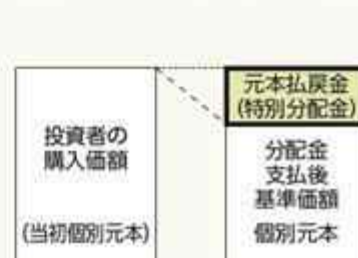 投資者の
購入価額
(当初個別元本)
元本払戻金
(特別分配金)
分配金
支払後
基準価額
個別元本